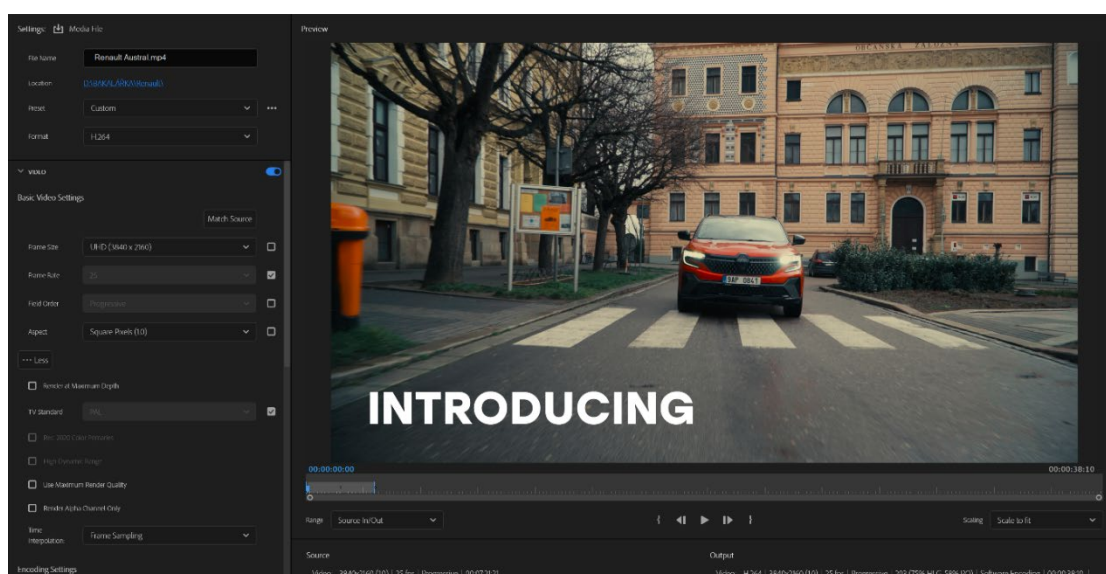 Settings: Media File
File Name Renault Austral.mp4
Location
Preset Custom ...
Format H.264
VIDEO
Basic Video Settings
Match Source
Frame Size UHD (3840 x 2160)
Frame Rate 25
Field Order Progressive
Aspect Square Pixels (1.0)
... Less
Render at Maximum Depth
TV Standard PAL
High Dynamic Range
Use Maximum Render Quality
Render Alpha Channel Only
Time
Interpolation: Frame Sampling
Encoding Settings
Preview
OBČANSKÁ ZÁLOŽNA
INTRODUCING
00:00:00:00
00:00:38:10
Range Source In/Out
{ }
Scaling Scale to fit
Source
Output